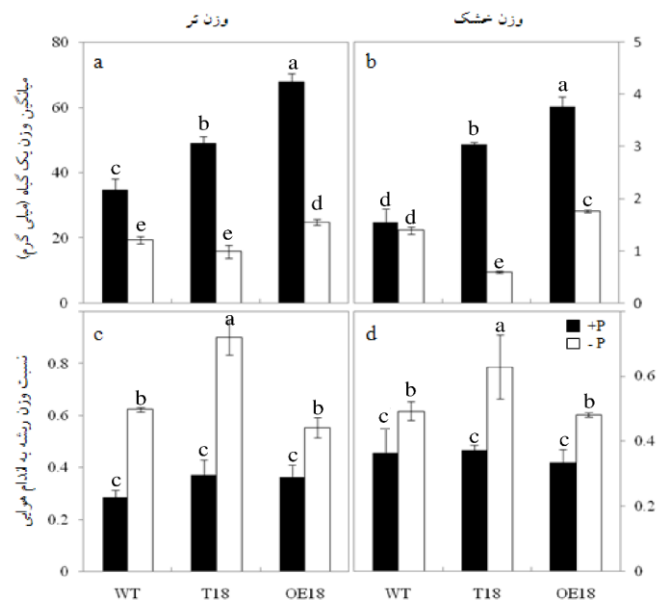 وزن تر
وزن خشک
میانگین وزن یک گیاه (میلی گرم)
80
60
40
20
0
a
c
e
b
e
a
d
b
d
d
b
e
a
c
5
4
3
2
1
0
نسبت وزن ریشه به اندام هوایی
0.8
0.6
0.4
0.2
0
c
c
b
c
a
c
b
d
c
b
c
a
c
b
+P
- P
0.6
0.4
0.2
0
WT
T18
OE18
WT
T18
OE18